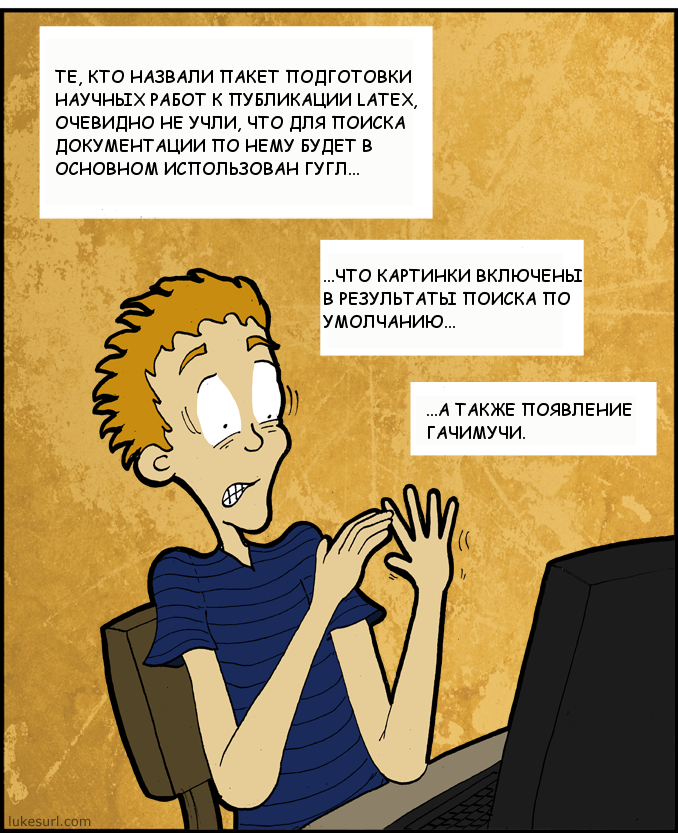 ТЕ, КТО НАЗВАЛИ ПАКЕТ ПОДГОТОВКИ
НАУЧНЫХ РАБОТ К ПУБЛИКАЦИИ LATEX,
ОЧЕВИДНО НЕ УЧЛИ, ЧТО ДЛЯ ПОИСКА
ДОКУМЕНТАЦИИ ПО НЕМУ БУДЕТ В
ОСНОВНОМ ИСПОЛЬЗОВАН ГУГЛ...
...ЧТО КАРТИНКИ ВКЛЮЧЕНЫ
В РЕЗУЛЬТАТЫ ПОИСКА ПО
УМОЛЧАНИЮ...
...А ТАКЖЕ ПОЯВЛЕНИЕ
ГАЧИМУЧИ.
lukesurl.com